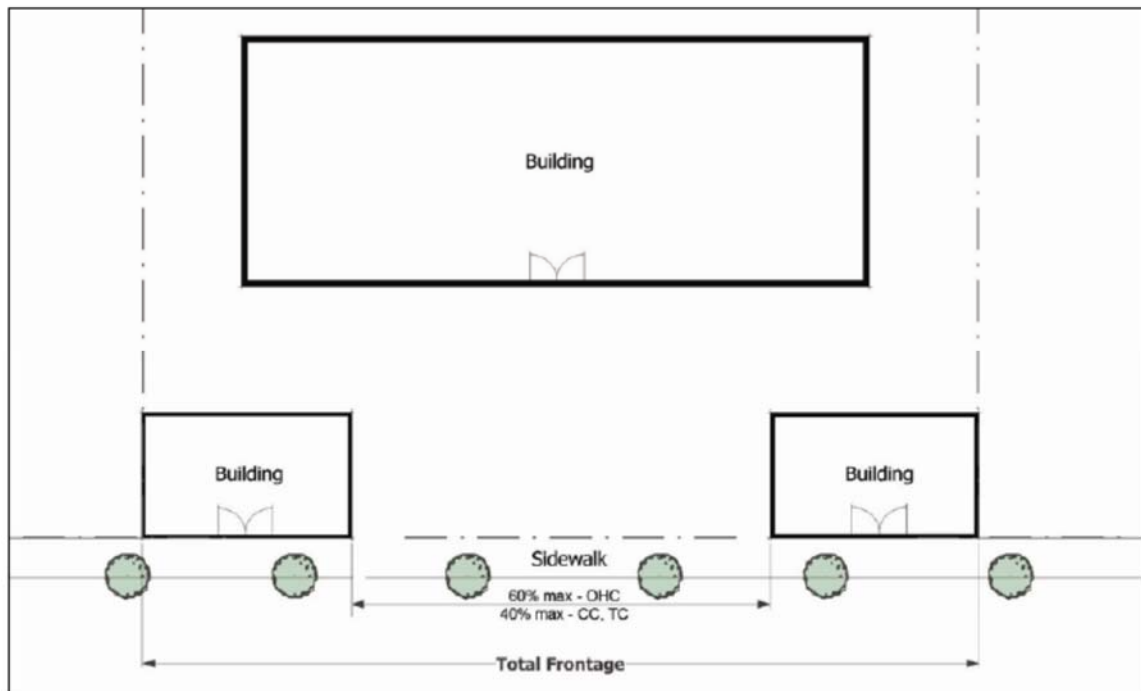 Building
Building
Building
Sidewalk
60% max - OHC
40% max - CC, TC
Total Frontage